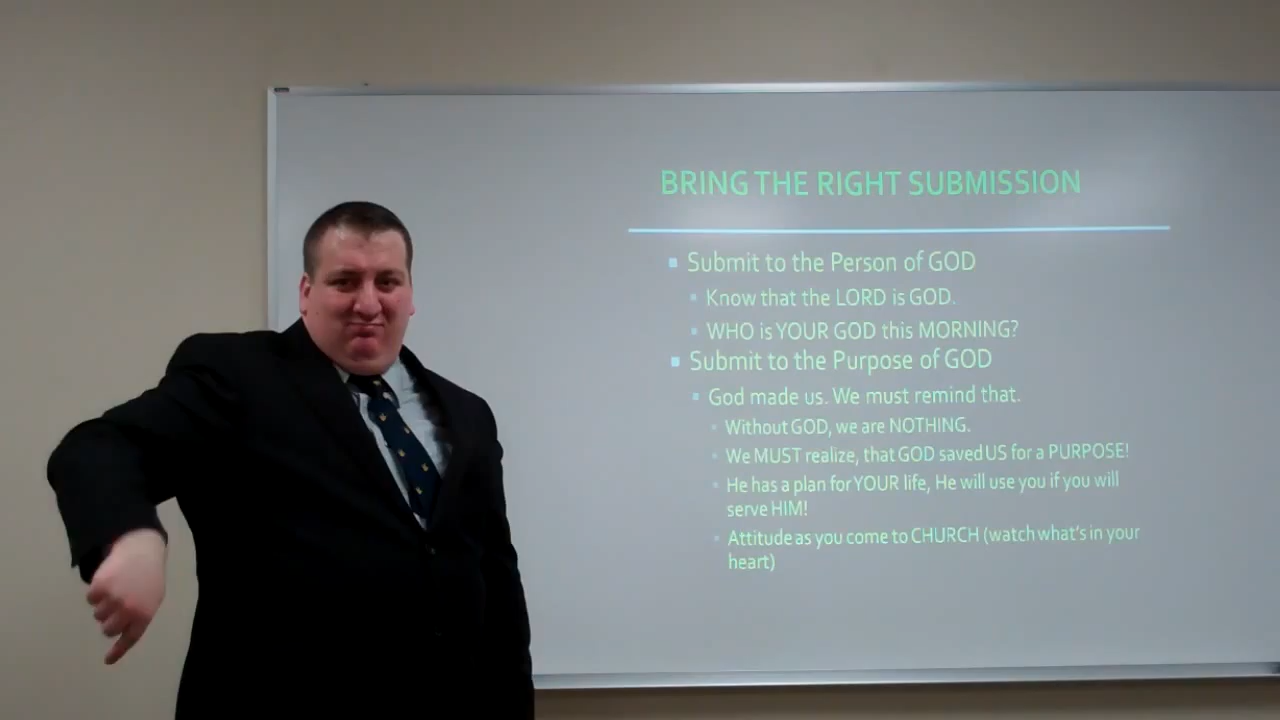 BRING THE RIGHT SUBMISSION
Submit to the Person of GOD
Know that the LORD is GOD.
WHO is YOUR GOD this MORNING?
Submit to the Purpose of GOD
God made us. We must remind that.
Without GOD, we are NOTHING.
We MUST realize, that GOD saved US for a PURPOSE!
He has a plan for YOUR life, He will use you if you will
serve HIM!
Attitude as you come to CHURCH (watch what's in your
heart)